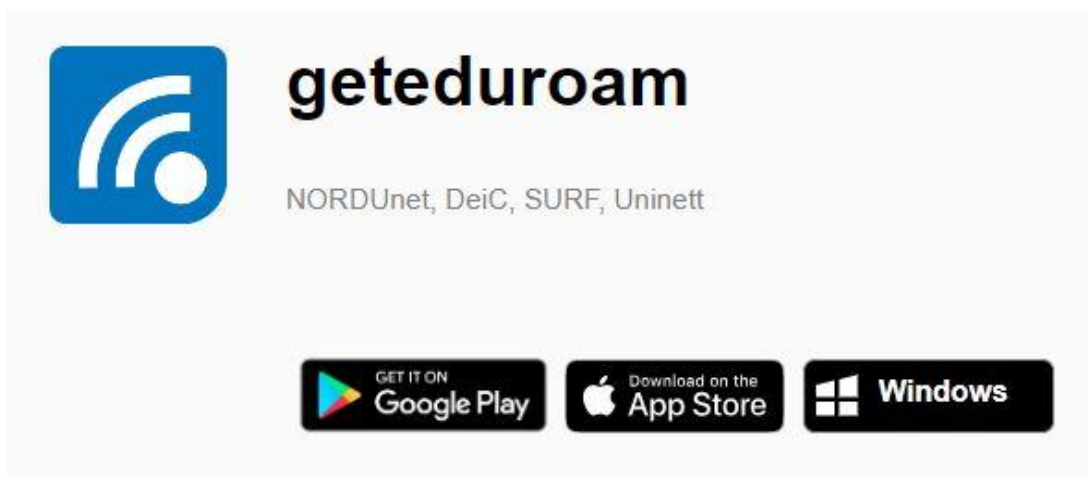 geteduroam
NORDUnet, DeiC, SURF, Uninett
GET IT ON
Google Play
Download on the
App Store
Windows